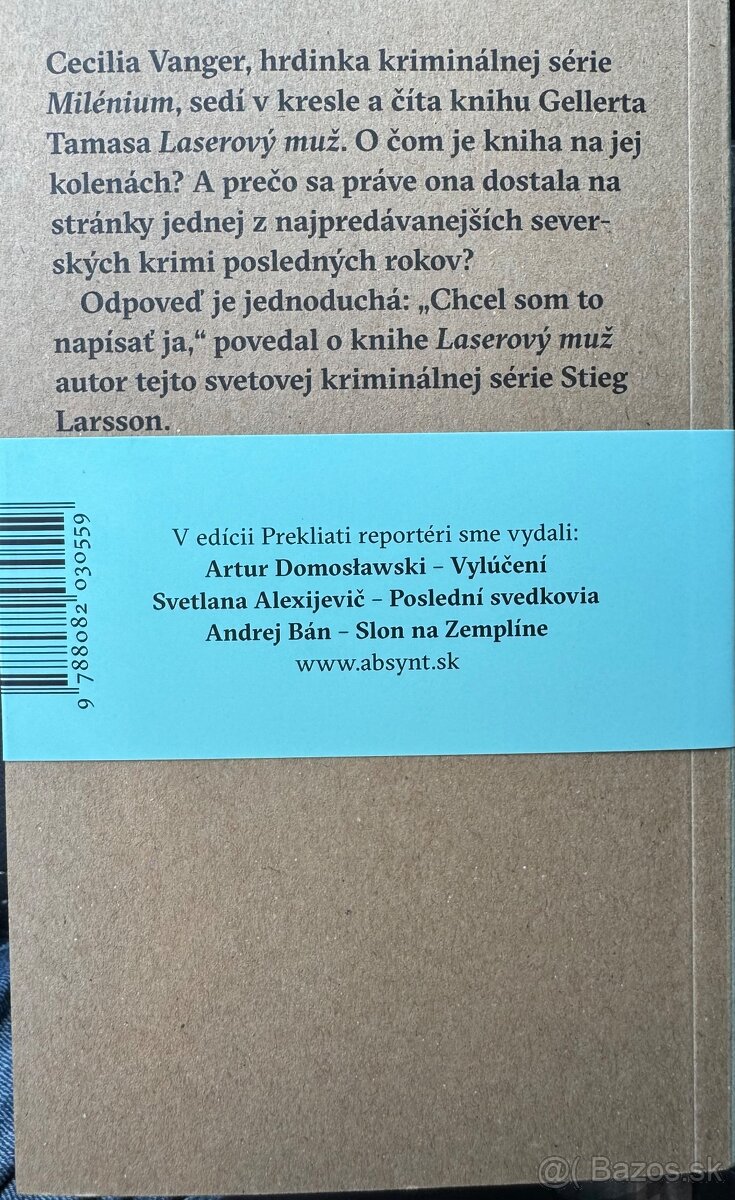 Cecilia Vanger, hrdinka kriminálnej série
Milénium, sedí v kresle a číta knihu Gellerta
Tamasa Laserový muž. O čom je kniha na jej
kolenách? A prečo sa práve ona dostala na
stránky jednej z najpredávanejších sever-
ských krimi posledných rokov?
Odpoveď je jednoduchá: „Chcel som to
napísať ja,“ povedal o knihe Laserový muž
autor tejto svetovej kriminálnej série Stieg
Larsson.
V edícii Prekliati reportéri sme vydali:
Artur Domosławski – Vylúčení
Svetlana Alexijevič – Poslední svedkovia
Andrej Bán – Slon na Zemplíne
www.absynt.sk
9 788082 030559
@( Bazos.sk